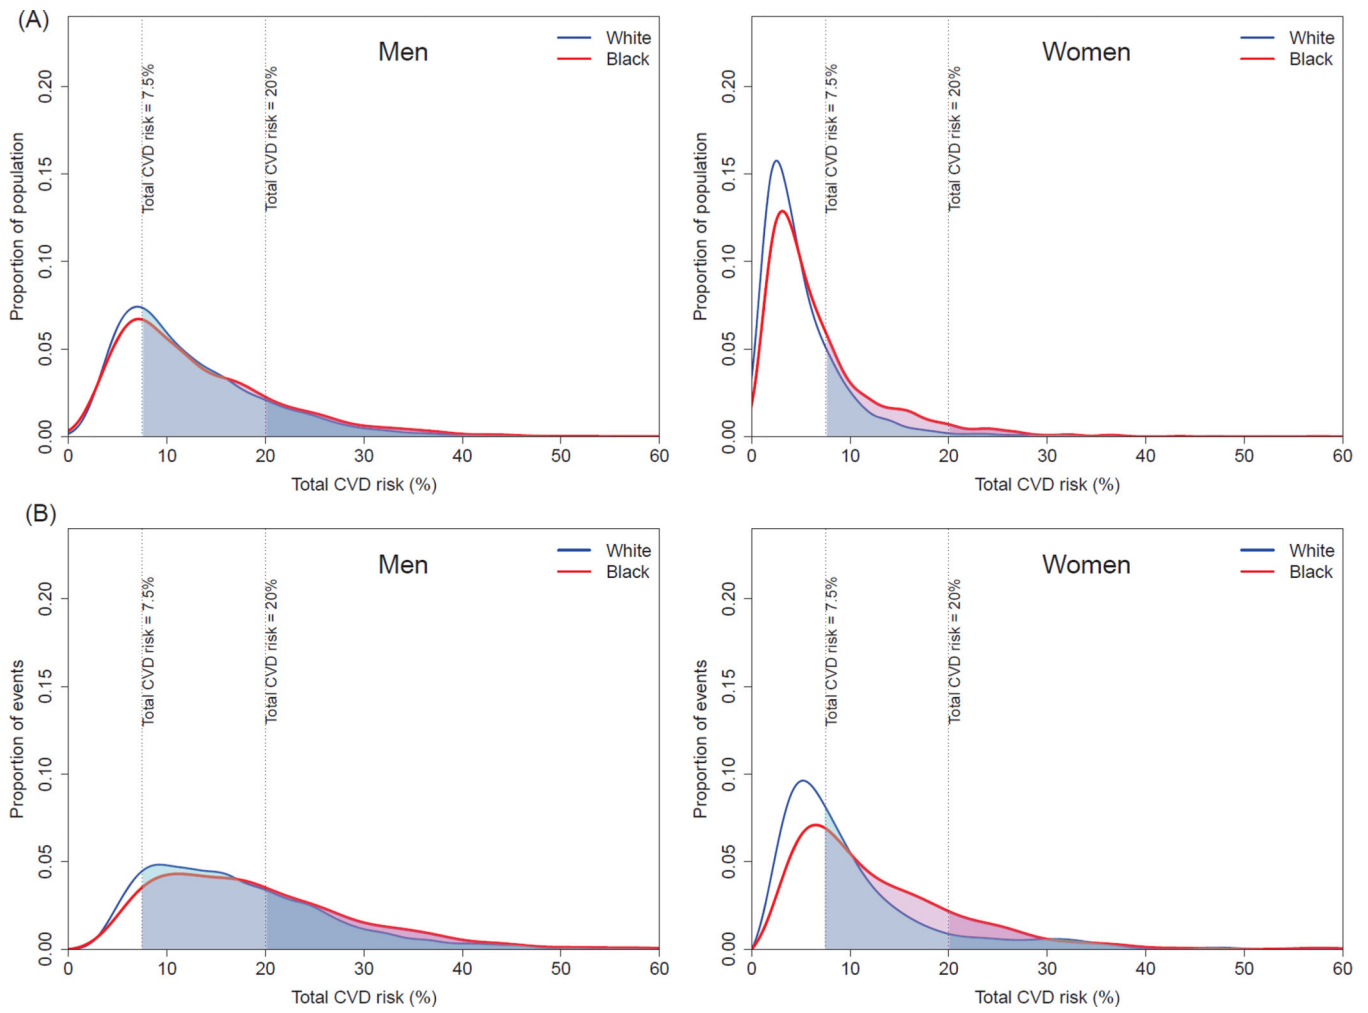 (A)
Men
White
Black
Total CVD risk = 7.5%
Total CVD risk = 20%
Proportion of population
0.00 0.05 0.10 0.15 0.20
0 10 20 30 40 50 60
Total CVD risk (%)
Women
White
Black
Total CVD risk = 7.5%
Total CVD risk = 20%
Proportion of population
0.00 0.05 0.10 0.15 0.20
0 10 20 30 40 50 60
Total CVD risk (%)
(B)
Men
White
Black
Total CVD risk = 7.5%
Total CVD risk = 20%
Proportion of events
0.00 0.05 0.10 0.15 0.20
0 10 20 30 40 50 60
Total CVD risk (%)
Women
White
Black
Total CVD risk = 7.5%
Total CVD risk = 20%
Proportion of events
0.00 0.05 0.10 0.15 0.20
0 10 20 30 40 50 60
Total CVD risk (%)